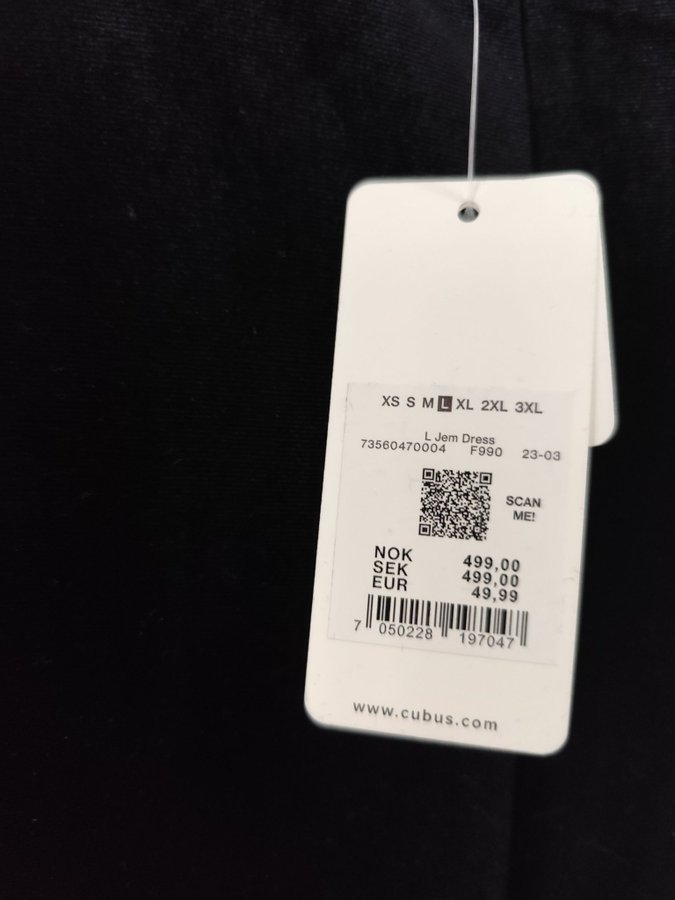 XS S M L XL 2XL 3XL
L Jem Dress
73560470004 F990 23-03
SCAN
ME!
NOK 499,00
SEK 499,00
EUR 49,99
7 050228 197047
www.cubus.com